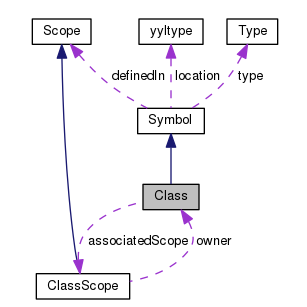 Scope yyltype Type
definedIn location type
Symbol
Class
associatedScope owner
ClassScope